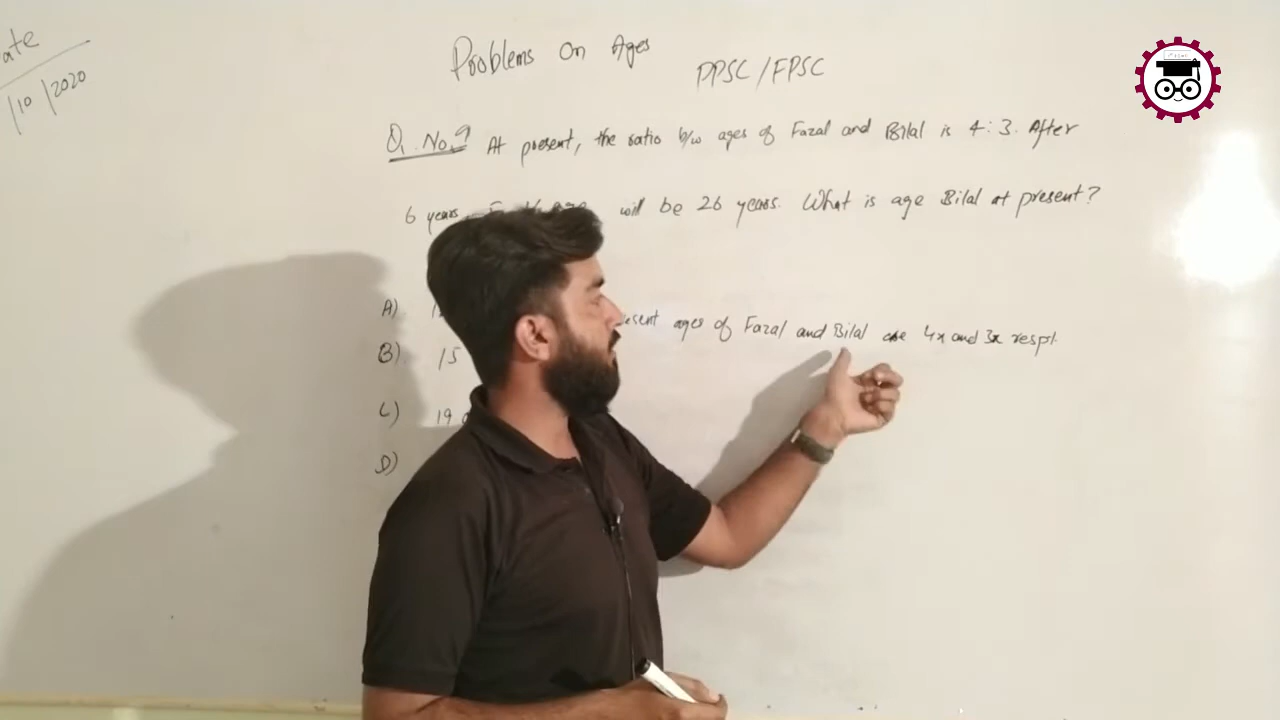 ate
/10/2020
Problems On Ages
PPSC/FPSC
Q. No. 9 At present, the ratio b/w ages of Fazal and Bilal is 4:3. After
6 years, will be 26 years. What is age Bilal at present?
A)
ages of Fazal and Bilal are 4x and 3x respt.
B) 15
C) 19
D)